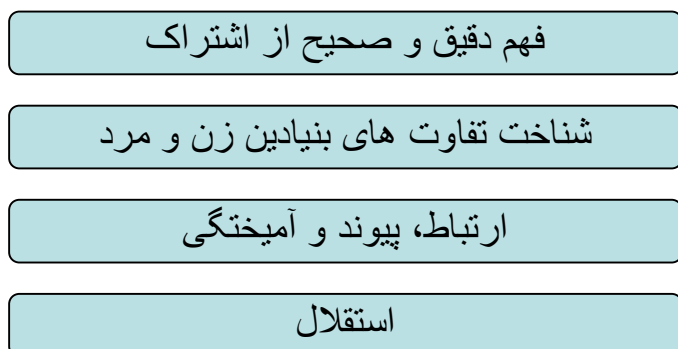 فهم دقیق و صحیح از اشتراک
شناخت تفاوت های بنیادین زن و مرد
ارتباط، پیوند و آمیختگی
استقلال